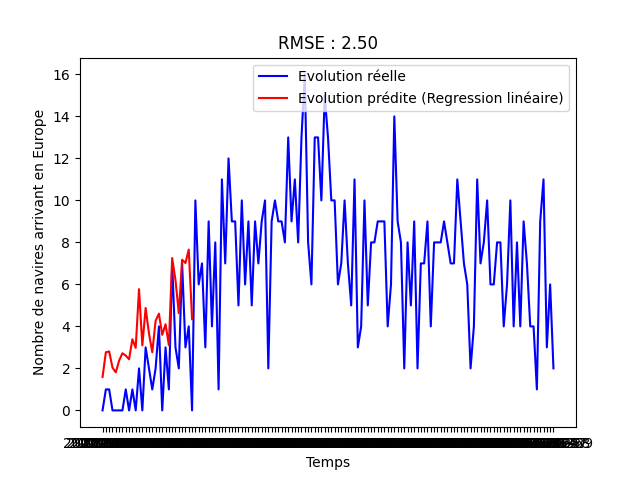 RMSE : 2.50
Evolution réelle
Evolution prédite (Regression linéaire)
Nombre de navires arrivant en Europe
16
14
12
10
8
6
4
2
0
Temps